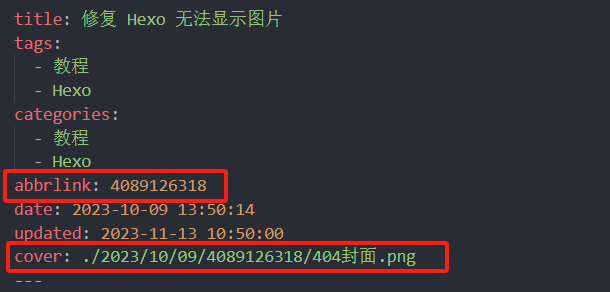 title: 修复 Hexo 无法显示图片
tags:
  - 教程
  - Hexo
categories:
  - 教程
  - Hexo
abbrlink: 4089126318
date: 2023-10-09 13:50:14
updated: 2023-11-13 10:50:00
cover: ./2023/10/09/4089126318/404封面.png
---